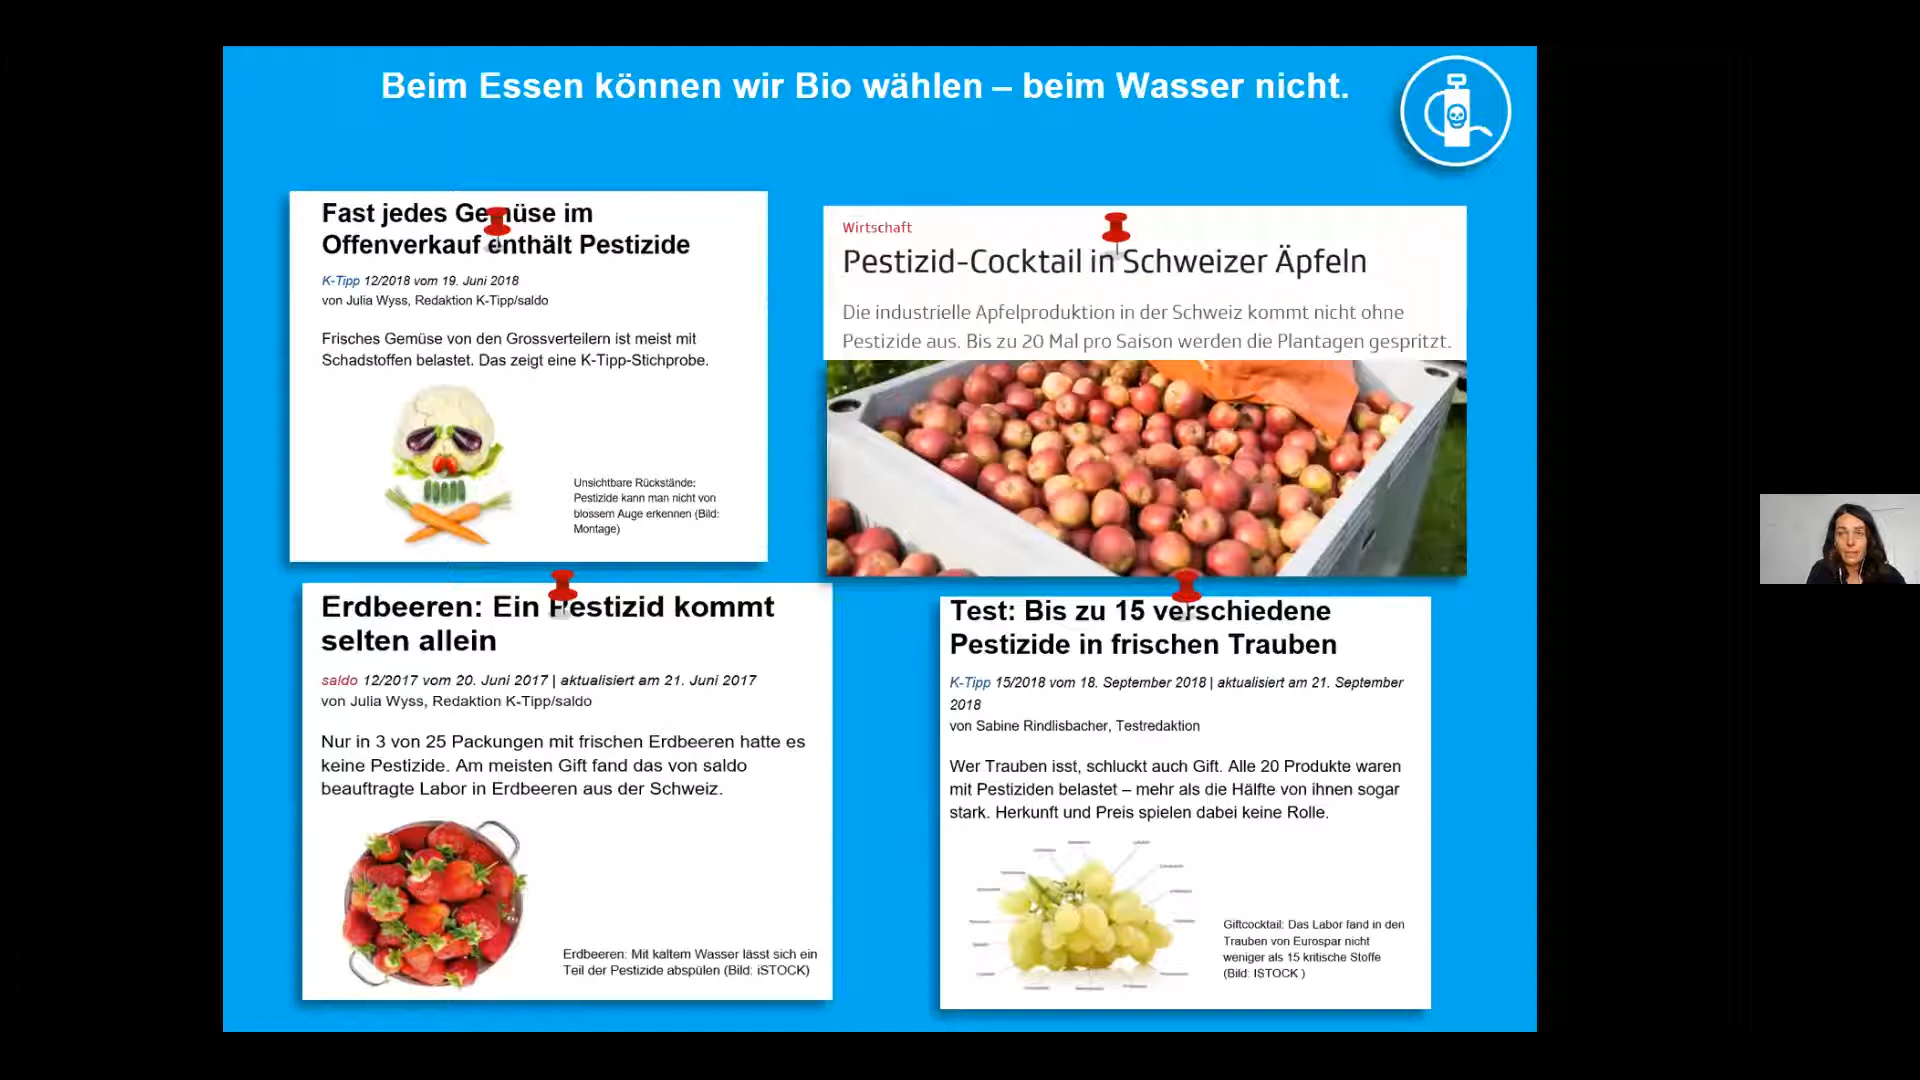 Beim Essen können wir Bio wählen – beim Wasser nicht.
Fast jedes Gemüse im
Offenverkauf enthält Pestizide
K-Tipp 12/2018 vom 19. Juni 2018
von Julia Wyss, Redaktion K-Tipp/saldo
Frisches Gemüse von den Grossverteilern ist meist mit
Schadstoffen belastet. Das zeigt eine K-Tipp-Stichprobe.
Unsichtbare Rückstände:
Pestizide kann man nicht von
blossem Auge erkennen (Bild:
Montage)
Wirtschaft
Pestizid-Cocktail in Schweizer Äpfeln
Die industrielle Apfelproduktion in der Schweiz kommt nicht ohne
Pestizide aus. Bis zu 20 Mal pro Saison werden die Plantagen gespritzt.
Erdbeeren: Ein Pestizid kommt
selten allein
saldo 12/2017 vom 20. Juni 2017 | aktualisiert am 21. Juni 2017
von Julia Wyss, Redaktion K-Tipp/saldo
Nur in 3 von 25 Packungen mit frischen Erdbeeren hatte es
keine Pestizide. Am meisten Gift fand das von saldo
beauftragte Labor in Erdbeeren aus der Schweiz.
Erdbeeren: Mit kaltem Wasser lässt sich ein
Teil der Pestizide abspülen (Bild: iSTOCK)
Test: Bis zu 15 verschiedene
Pestizide in frischen Trauben
K-Tipp 15/2018 vom 18. September 2018 | aktualisiert am 21. September
2018
von Sabine Rindlisbacher, Testredaktion
Wer Trauben isst, schluckt auch Gift. Alle 20 Produkte waren
mit Pestiziden belastet – mehr als die Hälfte von ihnen sogar
stark. Herkunft und Preis spielen dabei keine Rolle.
Giftcocktail: Das Labor fand in den
Trauben von Eurospar nicht
weniger als 15 kritische Stoffe
(Bild: ISTOCK )